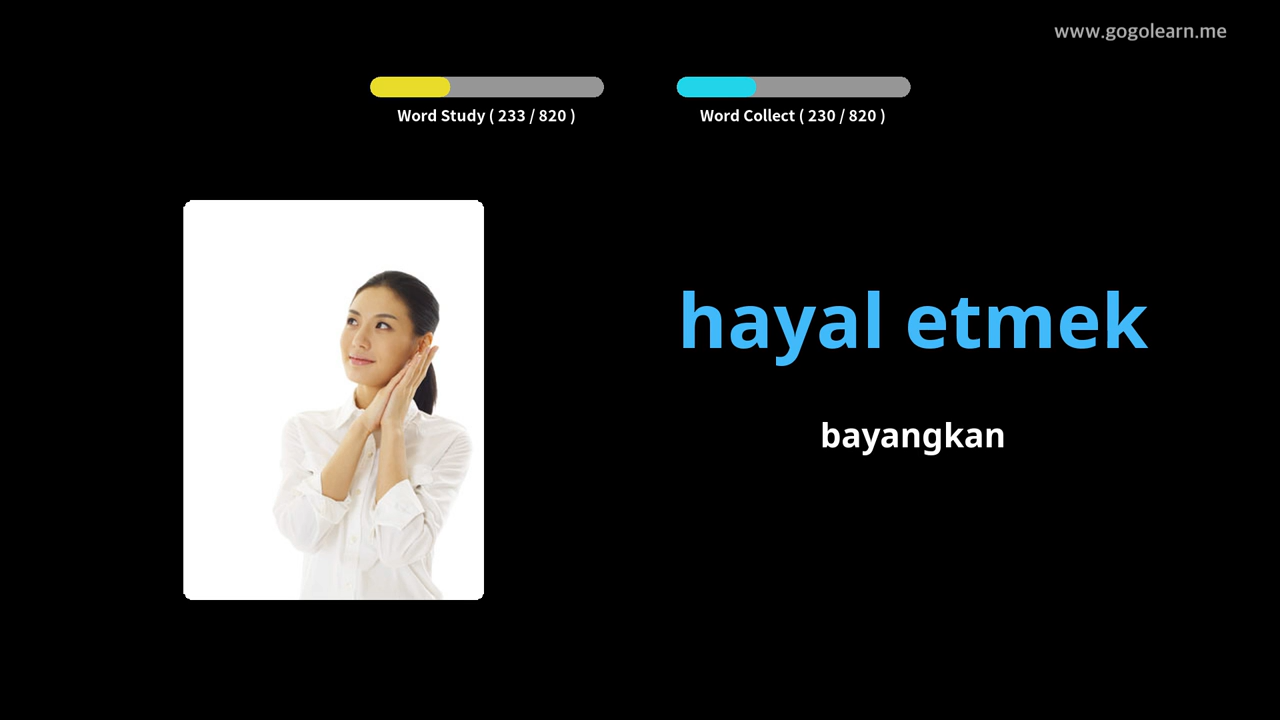 www.gogolearn.me
Word Study ( 233 / 820 )
Word Collect ( 230 / 820 )
hayal etmek
bayangkan